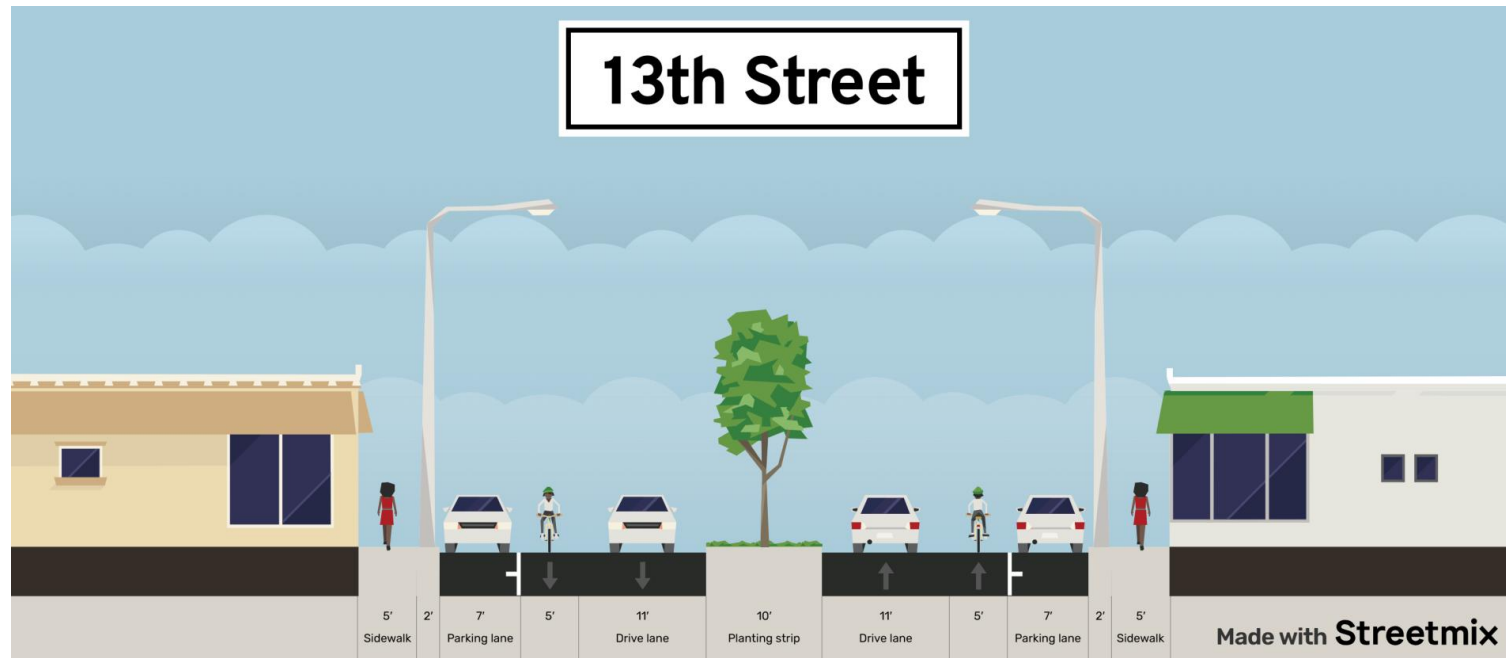 13th Street
5' 2' 7' 5' 11' 10' 11' 5' 7' 2' 5'
Sidewalk Parking lane Drive lane Planting strip Drive lane Parking lane Sidewalk
Made with Streetmix